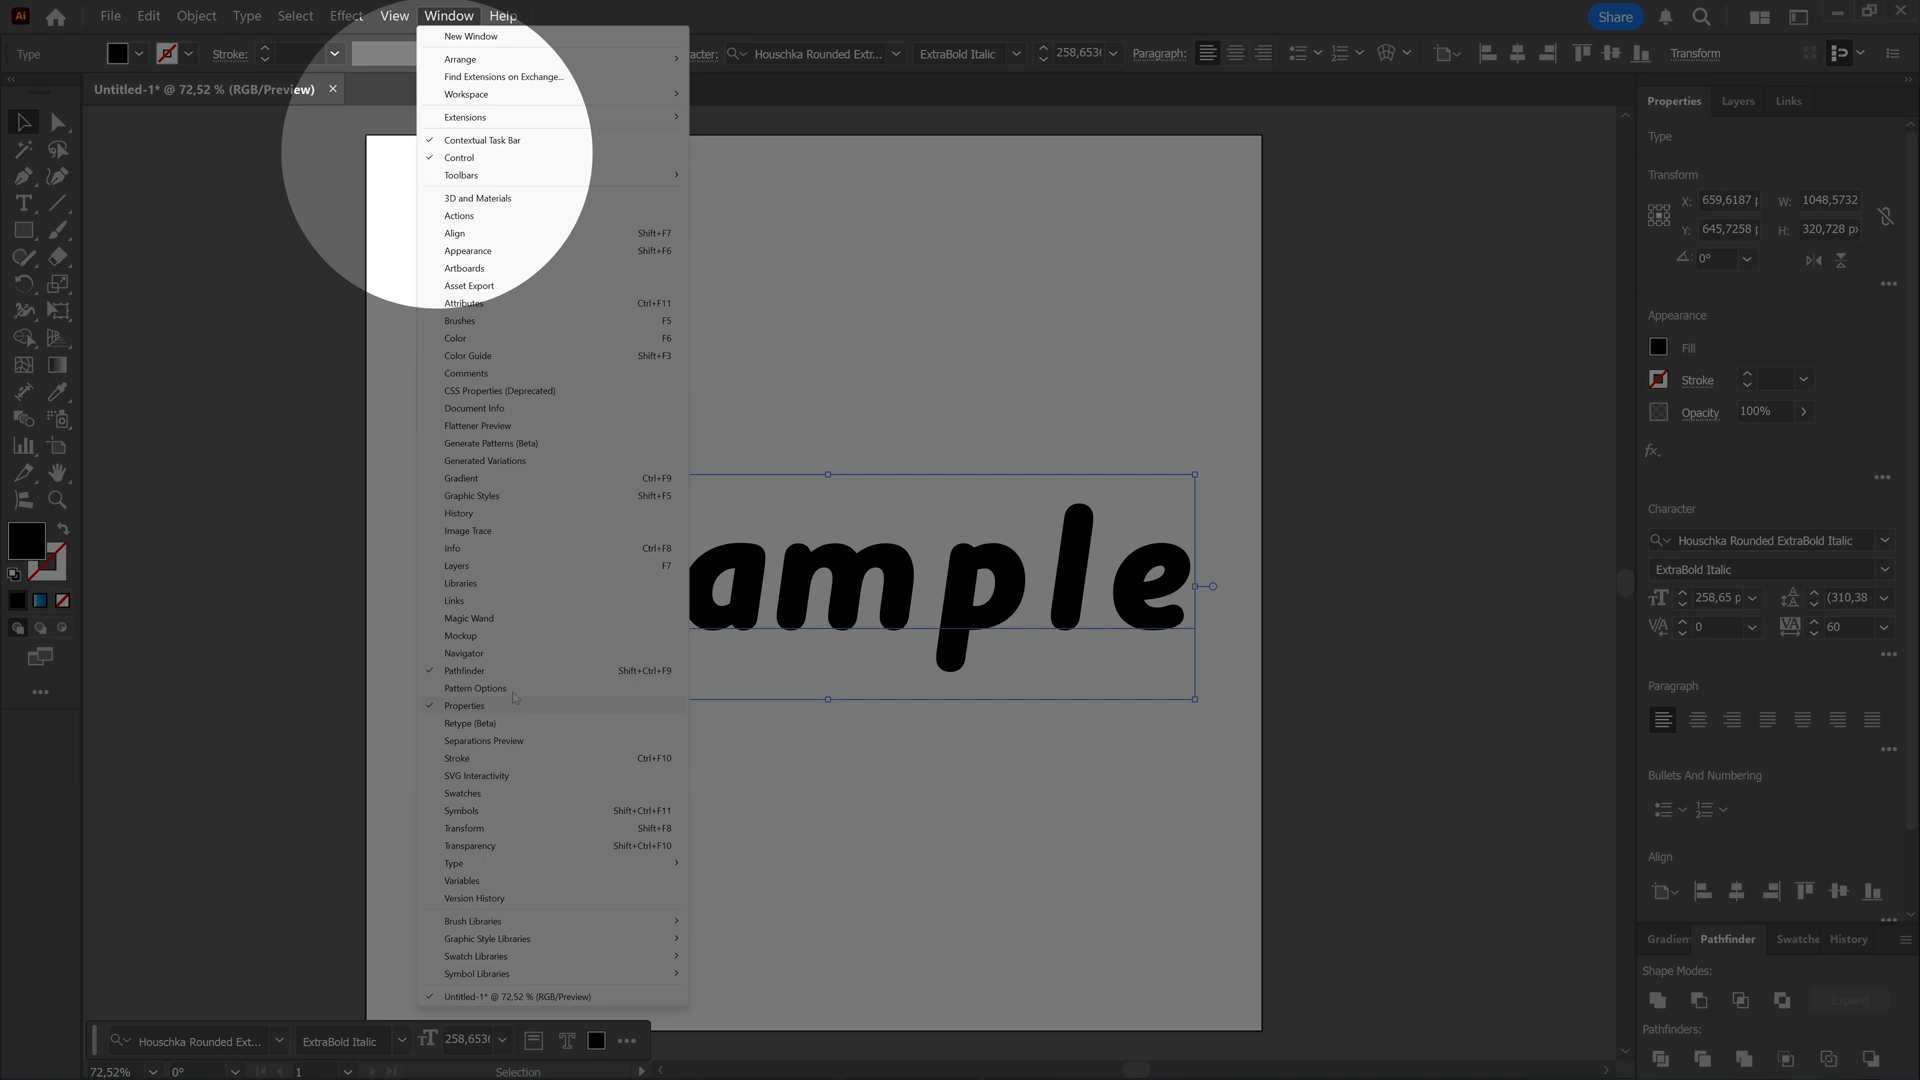 Ai File Edit Object Type Select Effect View Window Help Share
Type Stroke: Houschka Rounded Extr... ExtraBold Italic Paragraph: Transform
Untitled-1* @ 72,52 % (RGB/Preview)
New Window
Arrange
Find Extensions on Exchange...
Workspace
Extensions
Contextual Task Bar
Control
Toolbars
3D and Materials
Actions
Align Shift+F7
Appearance Shift+F6
Artboards
Asset Export
Attributes Ctrl+F11
Brushes F5
Color F6
Color Guide Shift+F3
Comments
CSS Properties (Deprecated)
Document Info
Flattener Preview
Generate Patterns (Beta)
Generated Variations
Gradient Ctrl+F9
Graphic Styles Shift+F5
History
Image Trace
Info Ctrl+F8
Layers F7
Libraries
Links
Magic Wand
Mockup
Navigator
Pathfinder Shift+Ctrl+F9
Pattern Options
Properties
Retype (Beta)
Separations Preview
Stroke Ctrl+F10
SVG Interactivity
Swatches
Symbols Shift+Ctrl+F11
Transform Shift+F8
Transparency Shift+Ctrl+F10
Type
Variables
Version History
Brush Libraries
Graphic Style Libraries
Swatch Libraries
Symbol Libraries
Untitled-1* @ 72,52 % (RGB/Preview)
ample
Properties Layers Links
Type
Transform
X: 659,6187 W: 1048,5732
Y: 645,7258 H: 320,728 px
0°
Appearance
Fill
Stroke
Opacity 100%
fx.
Character
Houschka Rounded ExtraBold Italic
ExtraBold Italic
258,65 (310,38
0 60
Paragraph
Bullets And Numbering
Align
Gradien Pathfinder Swatche History
Shape Modes:
Expand
Pathfinders:
Houschka Rounded Ext... ExtraBold Italic
72,52% 0° 1 Selection